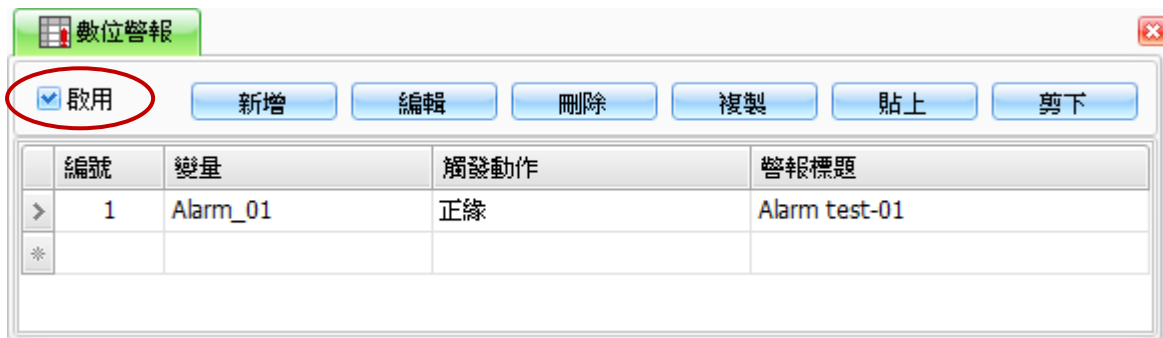 數位警報
啟用 新增 編輯 刪除 複製 貼上 剪下
編號 變量 觸發動作 警報標題
1 Alarm_01 正緣 Alarm test-01